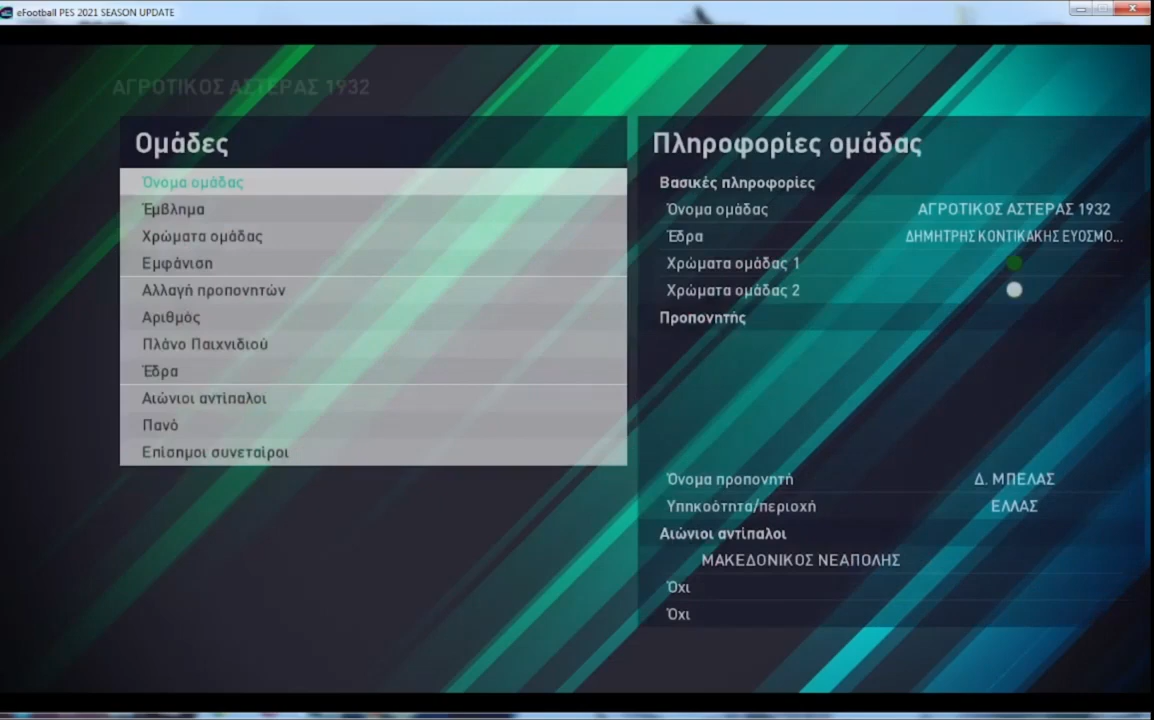 eFootball PES 2021 SEASON UPDATE
ΑΓΡΟΤΙΚΟΣ ΑΣΤΕΡΑΣ 1932
Ομάδες
Όνομα ομάδας
Έμβλημα
Χρώματα ομάδας
Εμφάνιση
Αλλαγή προπονητών
Αριθμός
Πλάνο Παιχνιδιού
Έδρα
Αιώνιοι αντίπαλοι
Πανό
Επίσημοι συνεταίροι
Πληροφορίες ομάδας
Βασικές πληροφορίες
Όνομα ομάδας ΑΓΡΟΤΙΚΟΣ ΑΣΤΕΡΑΣ 1932
Έδρα ΔΗΜΗΤΡΗΣ ΚΟΝΤΙΚΑΚΗΣ ΕΥΟΣΜΟ...
Χρώματα ομάδας 1
Χρώματα ομάδας 2
Προπονητής
Όνομα προπονητή Δ. ΜΠΕΛΑΣ
Υπηκοότητα/περιοχή ΕΛΛΑΣ
Αιώνιοι αντίπαλοι
ΜΑΚΕΔΟΝΙΚΟΣ ΝΕΑΠΟΛΗΣ
Όχι
Όχι